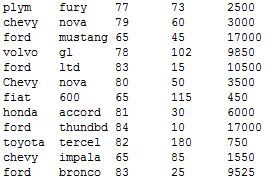 plym fury 77 73 2500
chevy nova 79 60 3000
ford mustang 65 45 17000
volvo gl 78 102 9850
ford ltd 83 15 10500
Chevy nova 80 50 3500
fiat 600 65 115 450
honda accord 81 30 6000
ford thundbd 84 10 17000
toyota tercel 82 180 750
chevy impala 65 85 1550
ford bronco 83 25 9525